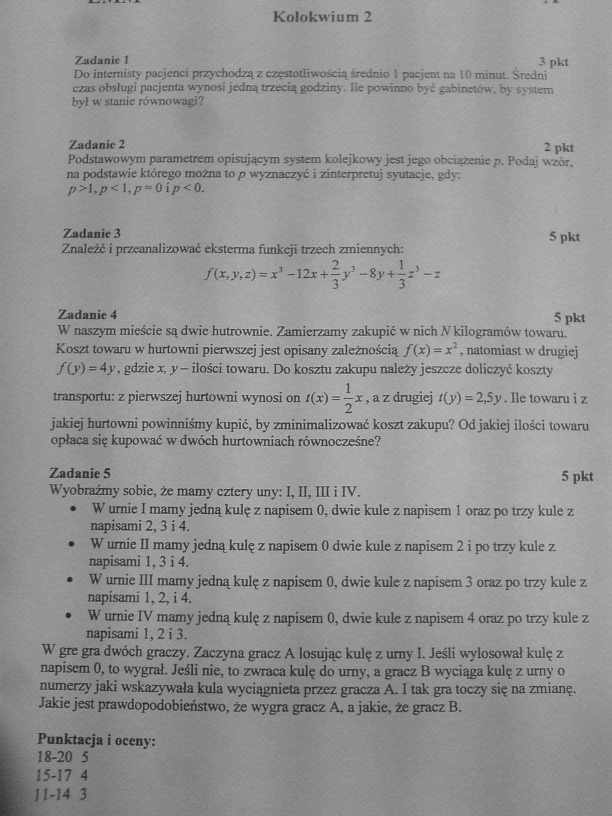 Kolokwium 2
Zadanie 1 3 pkt
Do internisty pacjenci przychodzą z częstotliwością średnio 1 pacjent na 10 minut. Średni
czas obsługi pacjenta wynosi jedną trzecią godziny. Ile powinno być gabinetów, by system
był w stanie równowagi?
Zadanie 2 2 pkt
Podstawowym parametrem opisującym system kolejkowy jest jego obciążenie p. Podaj wzór,
na podstawie którego można to p wyznaczyć i zinterpretuj syutacje, gdy:
p >1, p < 1, p = 0 i p < 0.
Zadanie 3 5 pkt
Znaleźć i przeanalizować eksterma funkcji trzech zmiennych:
f(x, y, z) = x³ −12x + 2/3 y³ −8y + 1/3 z³ − z
Zadanie 4 5 pkt
W naszym mieście są dwie hutrownie. Zamierzamy zakupić w nich N kilogramów towaru.
Koszt towaru w hurtowni pierwszej jest opisany zależnością f(x) = x², natomiast w drugiej
f(y) = 4y, gdzie x, y – ilości towaru. Do kosztu zakupu należy jeszcze doliczyć koszty
transportu: z pierwszej hurtowni wynosi on t(x) = 1/2 x, a z drugiej t(y) = 2,5y. Ile towaru i z
jakiej hurtowni powinniśmy kupić, by zminimalizować koszt zakupu? Od jakiej ilości towaru
opłaca się kupować w dwóch hurtowniach równocześne?
Zadanie 5 5 pkt
Wyobraźmy sobie, że mamy cztery uny: I, II, III i IV.
• W urnie I mamy jedną kulę z napisem 0, dwie kule z napisem 1 oraz po trzy kule z
napisami 2, 3 i 4.
• W urnie II mamy jedną kulę z napisem 0 dwie kule z napisem 2 i po trzy kule z
napisami 1, 3 i 4.
• W urnie III mamy jedną kulę z napisem 0, dwie kule z napisem 3 oraz po trzy kule z
napisami 1, 2, i 4.
• W urnie IV mamy jedną kulę z napisem 0, dwie kule z napisem 4 oraz po trzy kule z
napisami 1, 2 i 3.
W gre gra dwóch graczy. Zaczyna gracz A losując kulę z urny I. Jeśli wylosował kulę z
napisem 0, to wygrał. Jeśli nie, to zwraca kulę do urny, a gracz B wyciąga kulę z urny o
numerzy jaki wskazywała kula wyciągnieta przez gracza A. I tak gra toczy się na zmianę.
Jakie jest prawdopodobieństwo, że wygra gracz A, a jakie, że gracz B.
Punktacja i oceny:
18-20 5
15-17 4
11-14 3